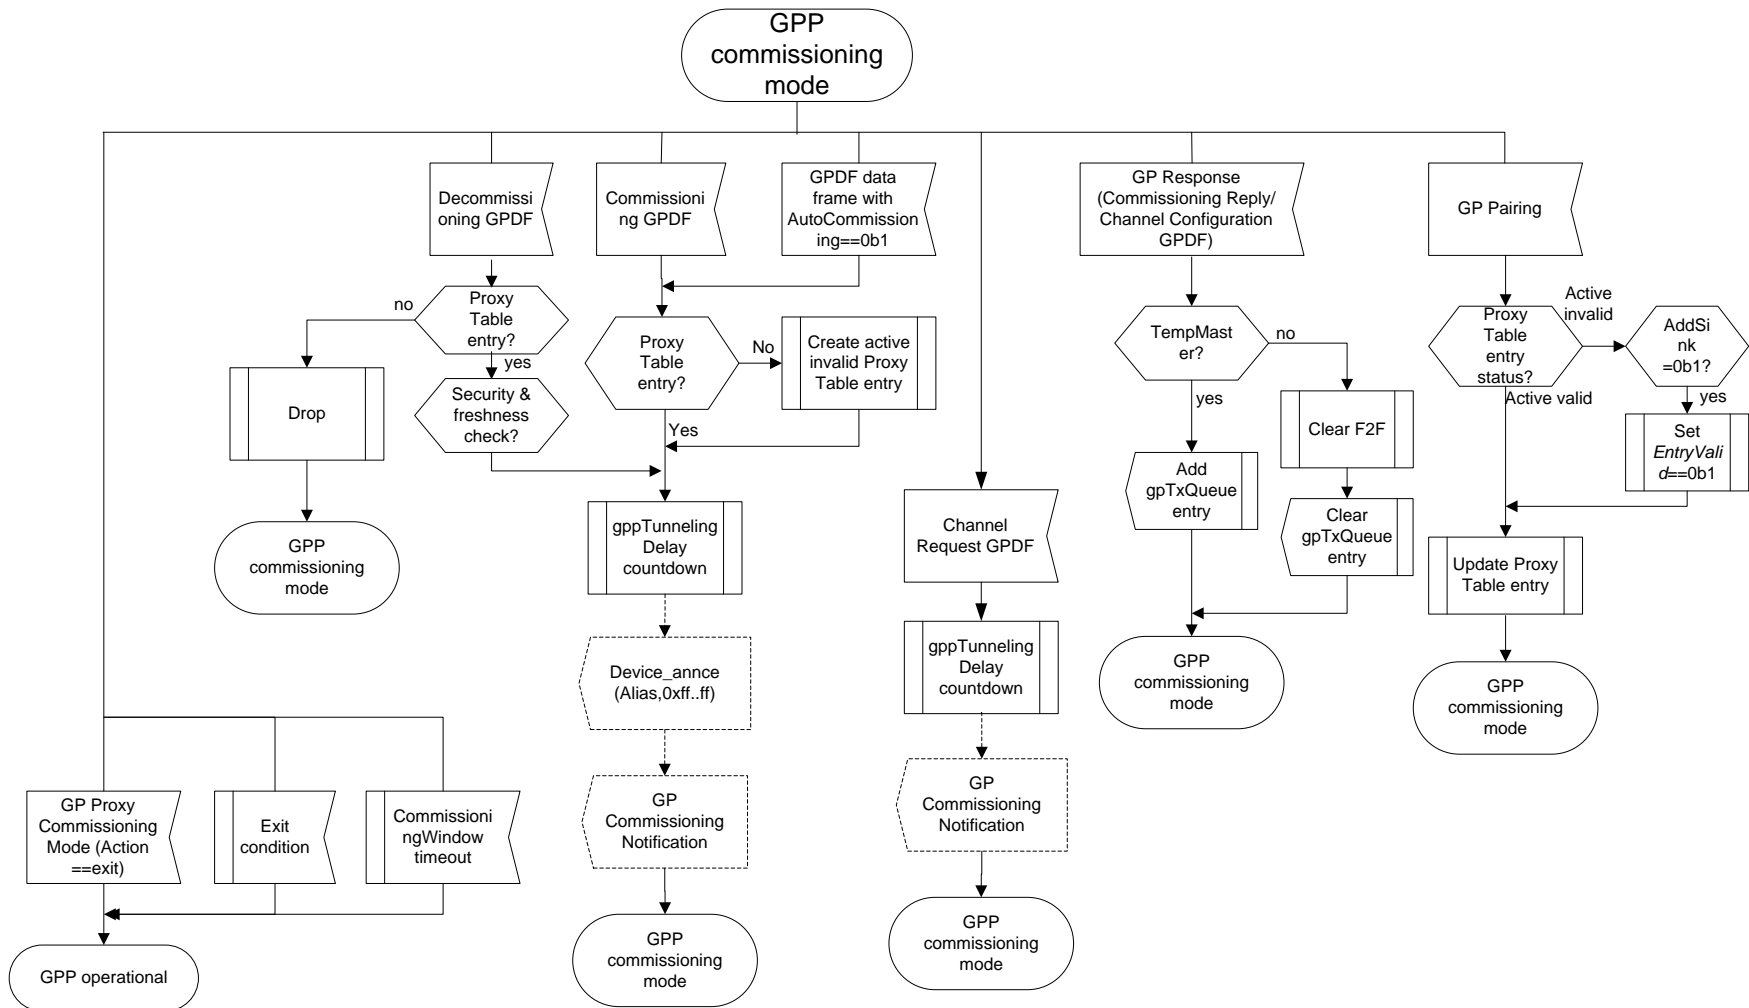 GPP
commissioning
mode
Decommissi
oning GPDF
Commissioni
ng GPDF
GPDF data
frame with
AutoCommission
ing==0b1
GP Response
(Commissioning Reply/
Channel Configuration
GPDF)
GP Pairing
no
Proxy
Table
entry?
yes
Security &
freshness
check?
Drop
GPP
commissioning
mode
Proxy
Table
entry?
No
Create active
invalid Proxy
Table entry
Yes
gppTunneling
Delay
countdown
Device_annce
(Alias,0xff..ff)
GP
Commissioning
Notification
GPP
commissioning
mode
Channel
Request GPDF
gppTunneling
Delay
countdown
GP
Commissioning
Notification
GPP
commissioning
mode
TempMast
er?
no
yes
Clear F2F
Add
gpTxQueue
entry
Clear
gpTxQueue
entry
GPP
commissioning
mode
Proxy
Table
entry
status?
Active
invalid
AddSi
nk
=0b1?
Active valid
yes
Set
EntryVali
d==0b1
Update Proxy
Table entry
GPP
commissioning
mode
GP Proxy
Commissioning
Mode (Action
==exit)
Exit
condition
Commissioni
ngWindow
timeout
GPP operational